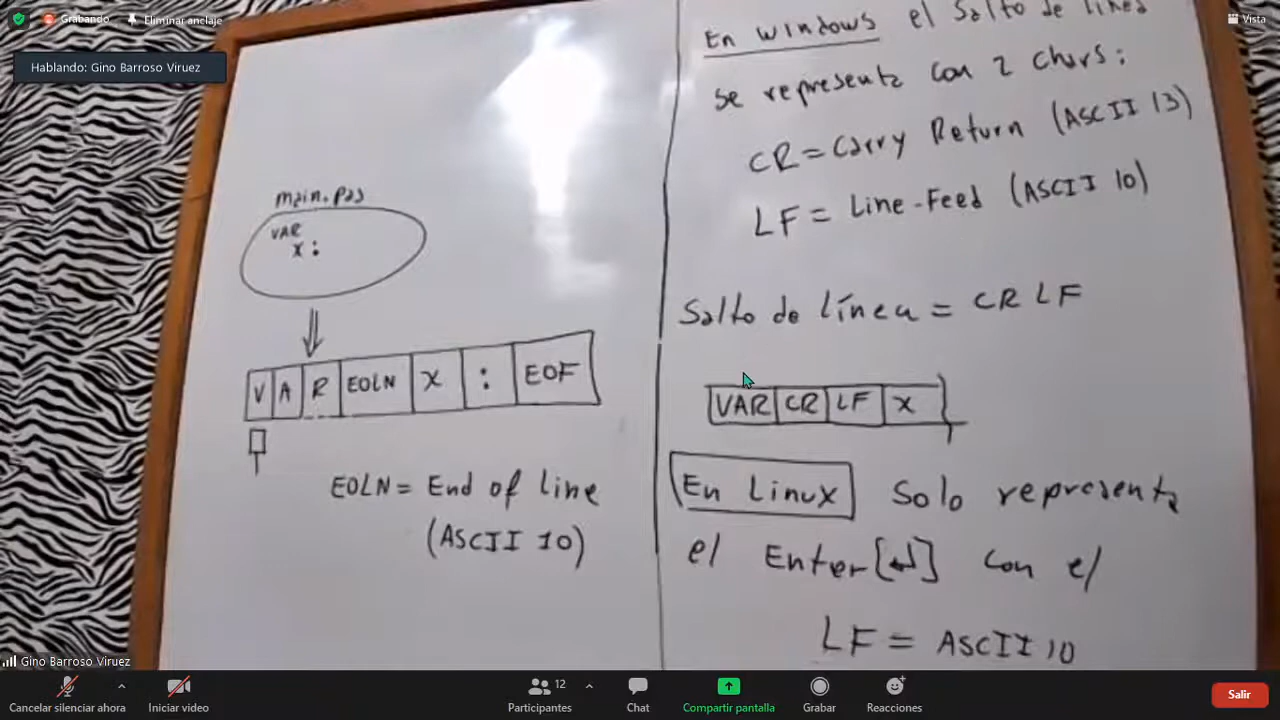 Grabando
Eliminar anclaje
Vista
Hablando: Gino Barroso Viruez
main.pas
VAR
x :
V A R EOLN X : EOF
EOLN = End of line
(ASCII 10)
En Windows el salto de linea
se representa con 2 chars:
CR = Carry Return (ASCII 13)
LF = Line-Feed (ASCII 10)
Salto de línea = CR LF
VAR CR LF X
En Linux Solo representa
el Enter [↵] con el
LF = ASCII 10
Gino Barroso Viruez
Cancelar silenciar ahora
Iniciar video
12
Participantes
Chat
Compartir pantalla
Grabar
Reacciones
Salir